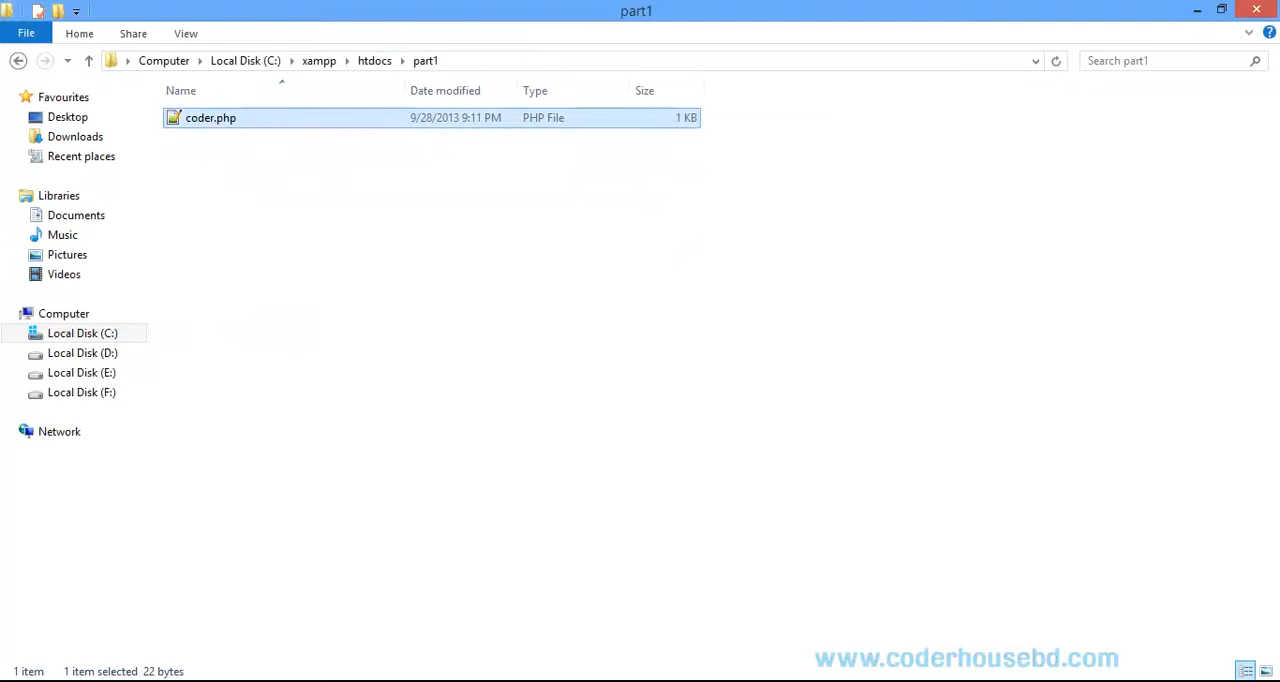 part1
File Home Share View
Computer Local Disk (C:) xampp htdocs part1 Search part1
Name Date modified Type Size
coder.php 9/28/2013 9:11 PM PHP File 1 KB
Favourites
Desktop
Downloads
Recent places
Libraries
Documents
Music
Pictures
Videos
Computer
Local Disk (C:)
Local Disk (D:)
Local Disk (E:)
Local Disk (F:)
Network
www.coderhousebd.com
1 item 1 item selected 22 bytes